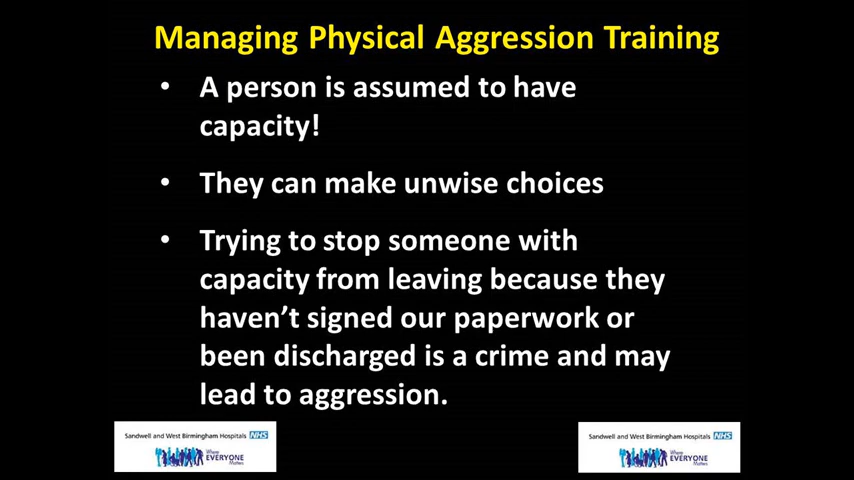 Managing Physical Aggression Training
• A person is assumed to have
capacity!
• They can make unwise choices
• Trying to stop someone with
capacity from leaving because they
haven't signed our paperwork or
been discharged is a crime and may
lead to aggression.
Sandwell and West Birmingham Hospitals NHS
Where
EVERYONE
Matters
Sandwell and West Birmingham Hospitals NHS
Where
EVERYONE
Matters